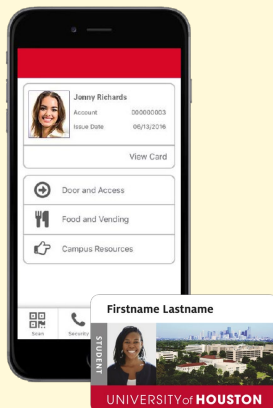 Jenny Richards
Account 000000003
Issue Date 06/13/2016
View Card
Door and Access
Food and Vending
Campus Resources
Scan Security
Firstname Lastname
STUDENT
UNIVERSITY of HOUSTON